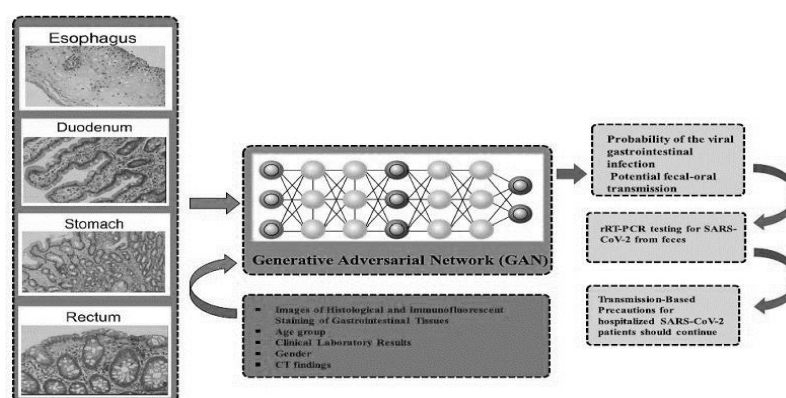 Esophagus
Duodenum
Stomach
Rectum
Generative Adversarial Network (GAN)
Images of Histological and Immunofluorescent
Staining of Gastrointestinal Tissues
Age group
Clinical Laboratory Results
Gender
CT findings
Probability of the viral
gastrointestinal
infection
Potential fecal-oral
transmission
rRT-PCR testing for SARS-
CoV-2 from feces
Transmission-Based
Precautions for
hospitalized SARS-CoV-2
patients should continue